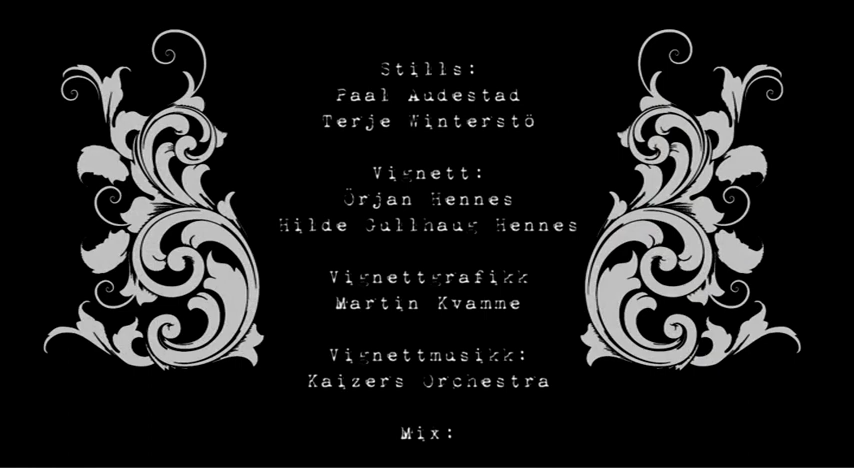 Stills:
Paal Audestad
Terje Winterstö
Vignett:
Örjan Hennes
Hilde Gullhaug Hennes
Vignettgrafikk
Martin Kvamme
Vignettmusikk:
Kaizers Orchestra
Mix: